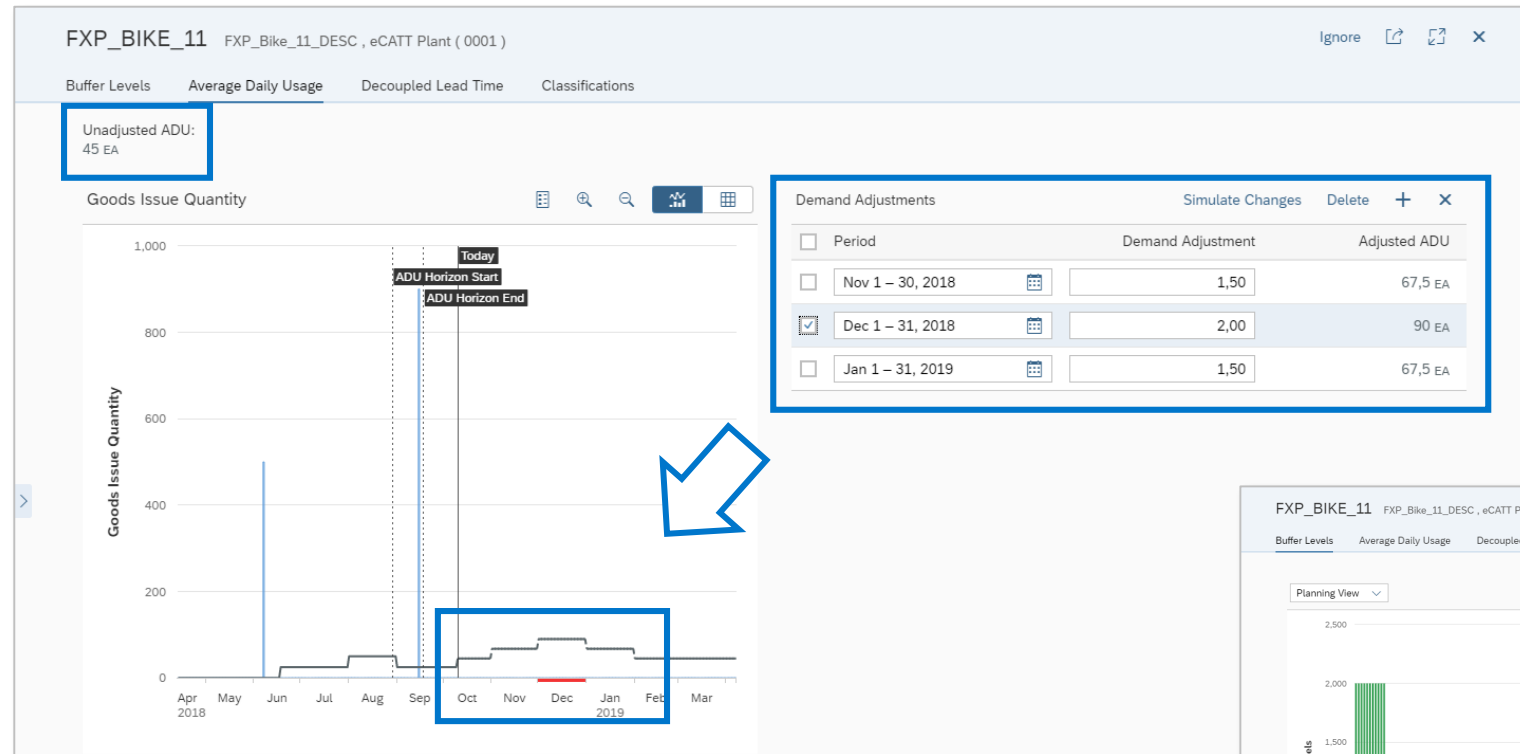 FXP_BIKE_11 FXP_Bike_11_DESC , eCATT Plant ( 0001 ) Ignore
Buffer Levels Average Daily Usage Decoupled Lead Time Classifications
Unadjusted ADU:
45 EA
Goods Issue Quantity
1,000
800
600
400
200
0
Goods Issue Quantity
Today
ADU Horizon Start
ADU Horizon End
Apr May Jun Jul Aug Sep Oct Nov Dec Jan Feb Mar
2018 2019
Demand Adjustments Simulate Changes Delete
Period Demand Adjustment Adjusted ADU
Nov 1 – 30, 2018 1,50 67,5 EA
Dec 1 – 31, 2018 2,00 90 EA
Jan 1 – 31, 2019 1,50 67,5 EA
FXP_BIKE_11 FXP_Bike_11_DESC , eCATT P
Buffer Levels Average Daily Usage Decouple
Planning View
2,500
2,000
1,500
els